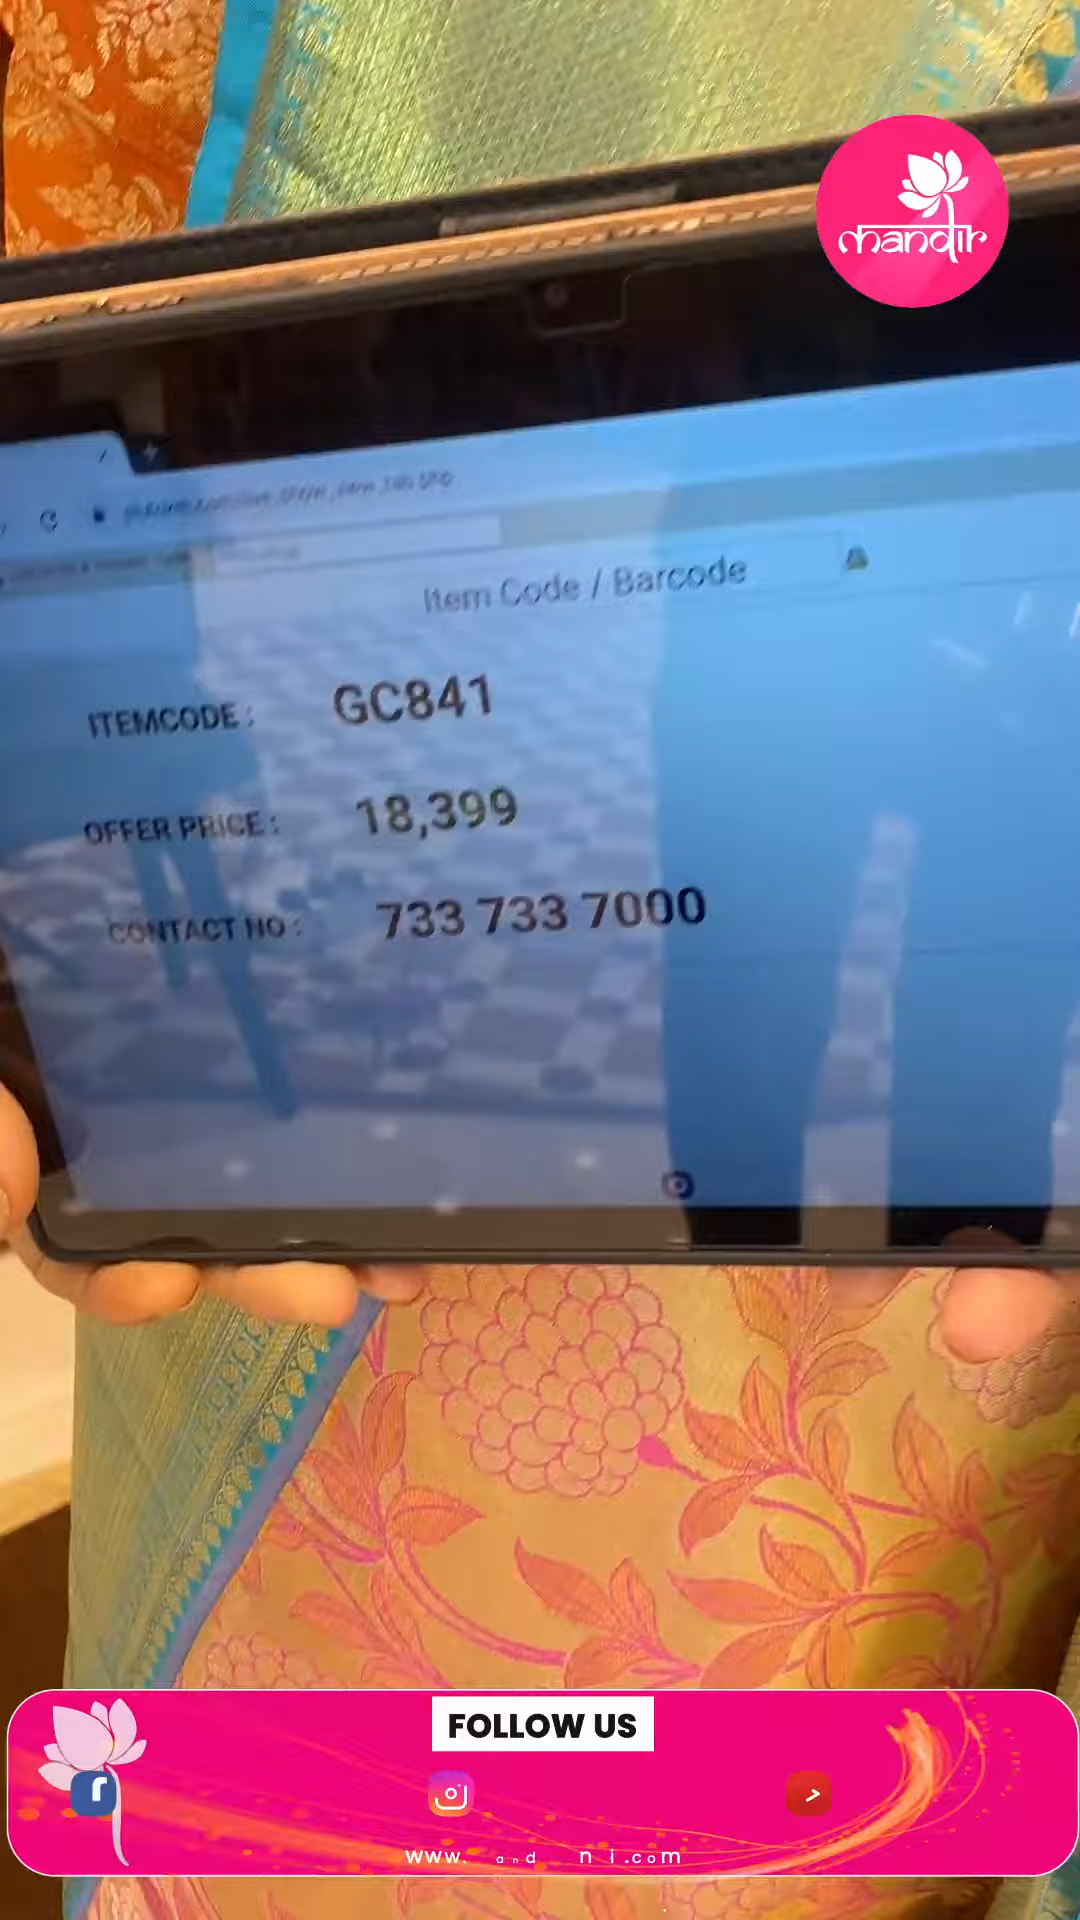 mandir
Item Code / Barcode
ITEMCODE : GC841
OFFER PRICE : 18,399
CONTACT NO : 733 733 7000
FOLLOW US